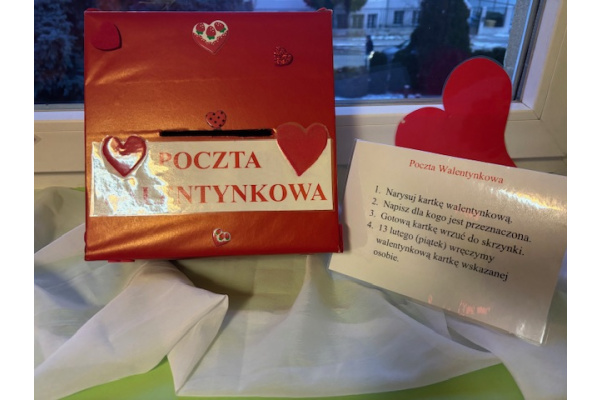 POCZTA
WALENTYNKOWA
Poczta Walentynkowa
1. Narysuj kartkę walentynkową.
2. Napisz dla kogo jest przeznaczona.
3. Gotową kartkę wrzuć do skrzynki.
4. 13 lutego (piątek) wręczymy
walentynkową kartkę wskazanej
osobie.